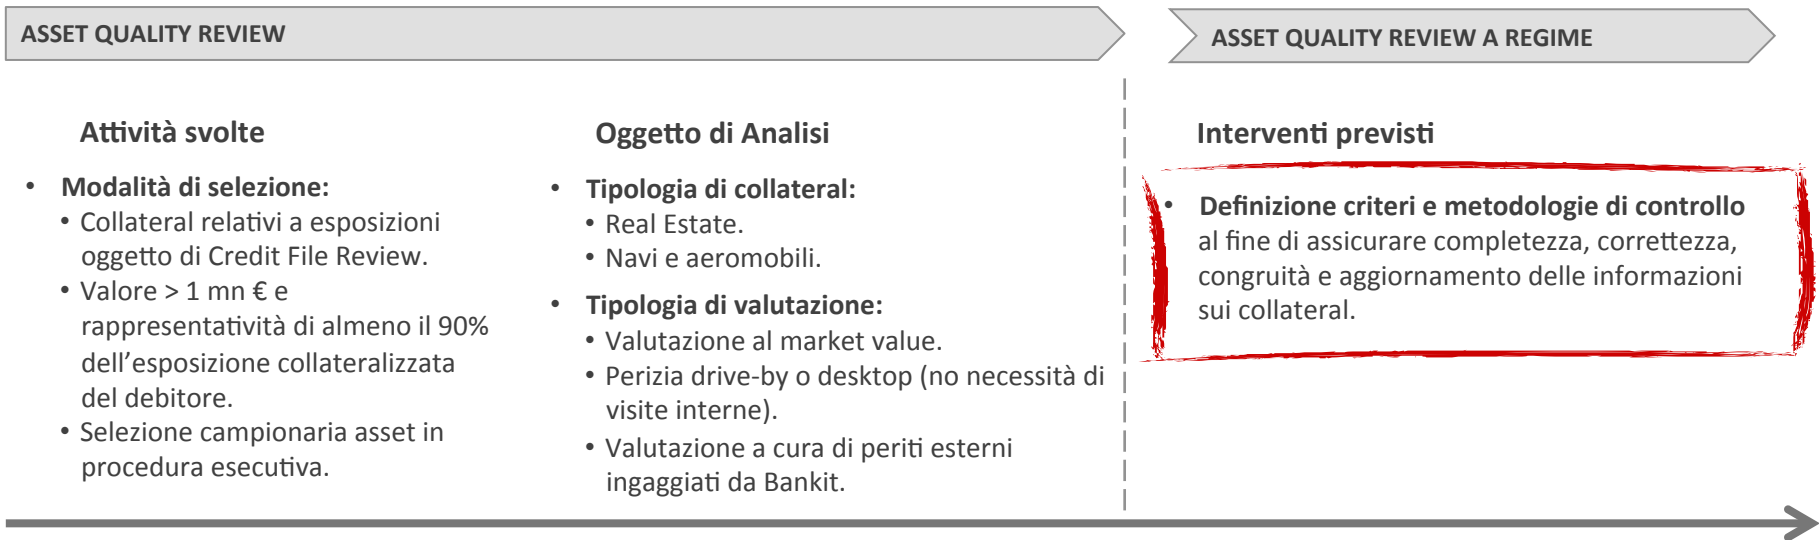 ASSET QUALITY REVIEW
ASSET QUALITY REVIEW A REGIME
Attività svolte
• Modalità di selezione:
• Collateral relativi a esposizioni
oggetto di Credit File Review.
• Valore > 1 mn € e
rappresentatività di almeno il 90%
dell’esposizione collateralizzata
del debitore.
• Selezione campionaria asset in
procedura esecutiva.
Oggetto di Analisi
• Tipologia di collateral:
• Real Estate.
• Navi e aeromobili.
• Tipologia di valutazione:
• Valutazione al market value.
• Perizia drive-by o desktop (no necessità di
visite interne).
• Valutazione a cura di periti esterni
ingaggiati da Bankit.
Interventi previsti
• Definizione criteri e metodologie di controllo
al fine di assicurare completezza, correttezza,
congruità e aggiornamento delle informazioni
sui collateral.